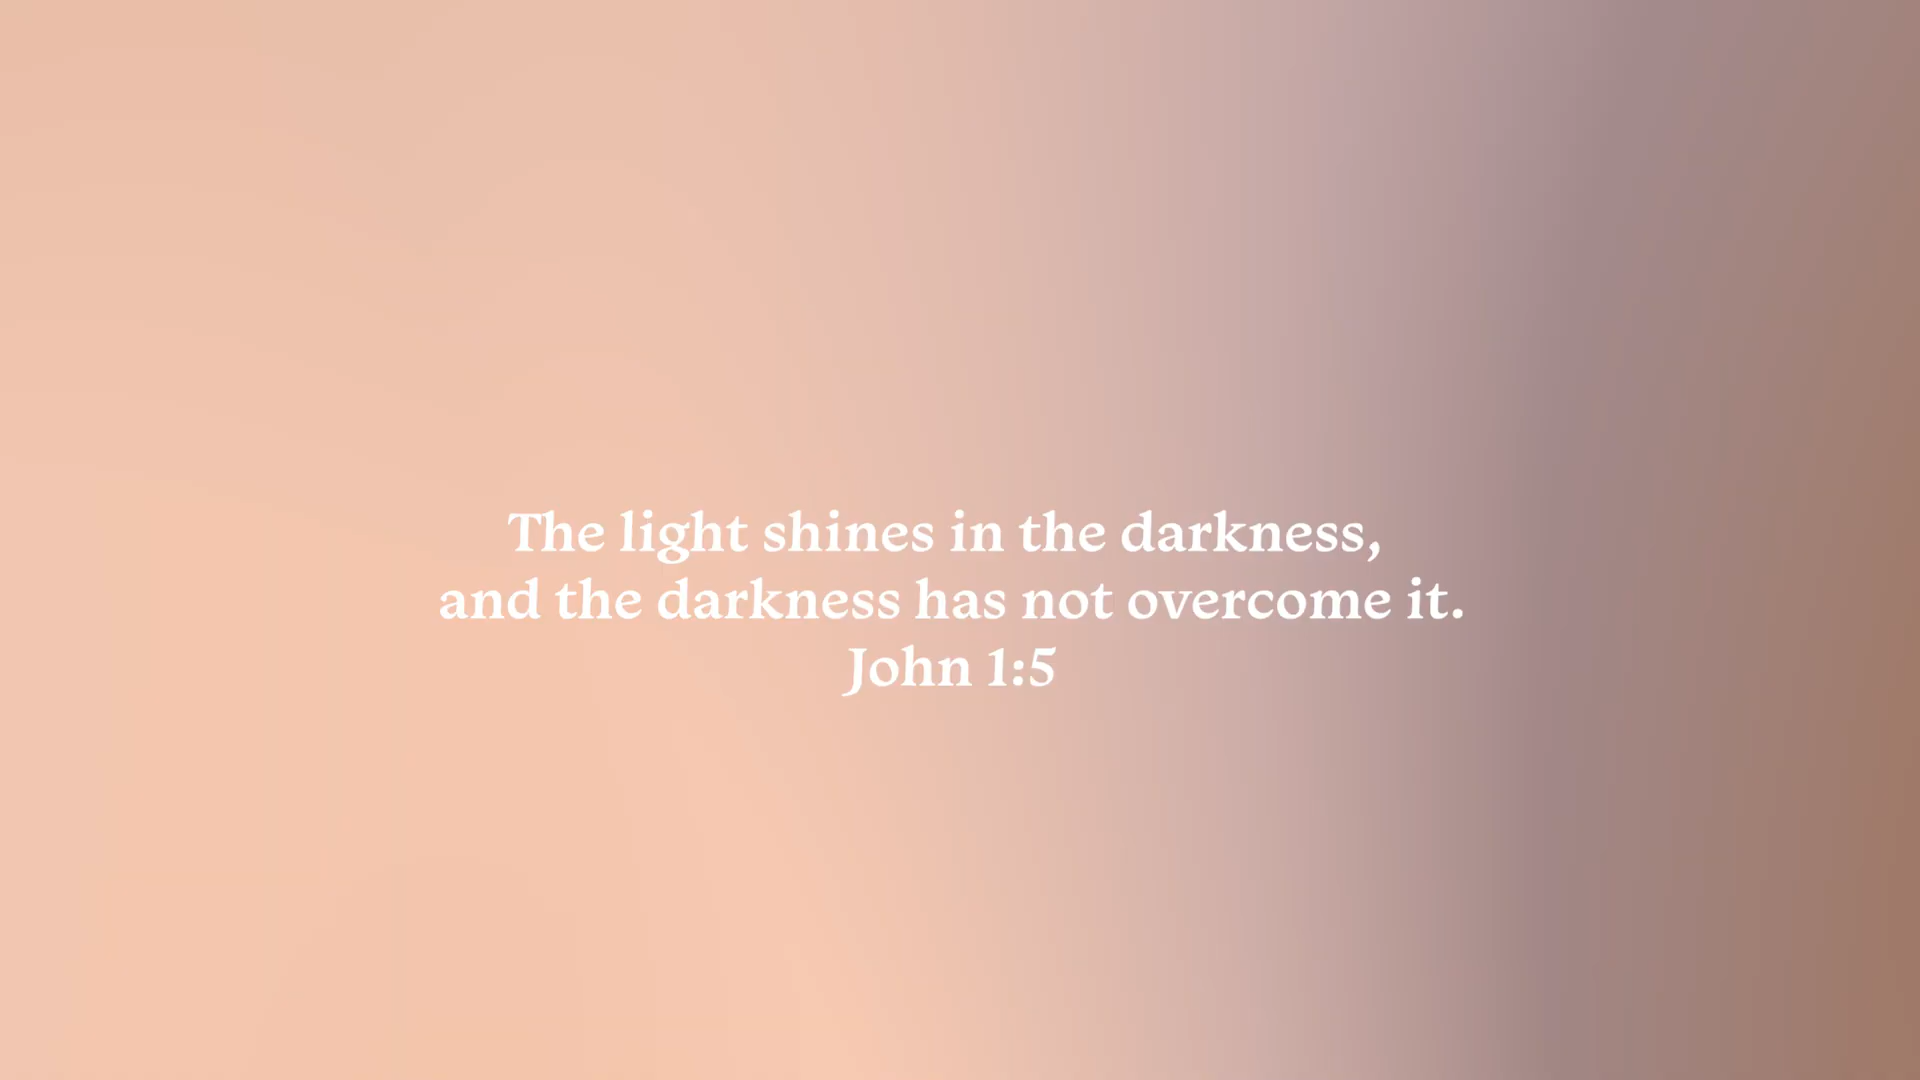 The light shines in the darkness,
and the darkness has not overcome it.
John 1:5